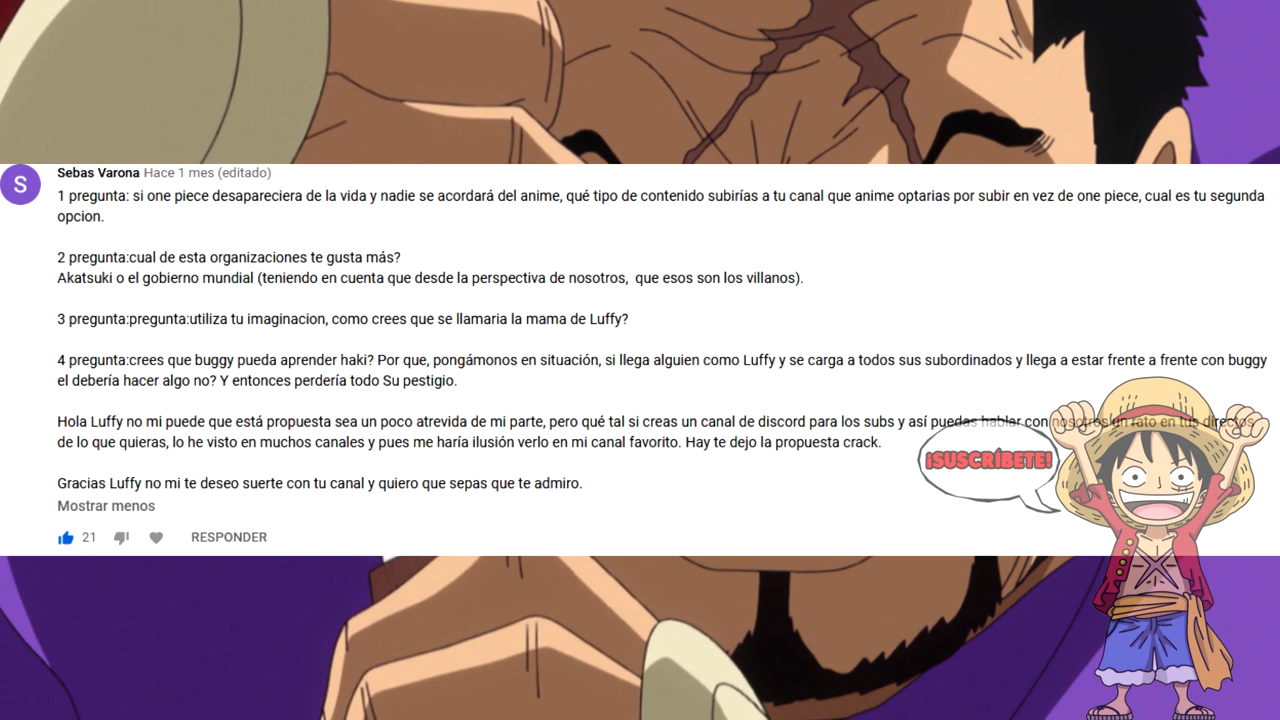 S
Sebas Varona Hace 1 mes (editado)
1 pregunta: si one piece desapareciera de la vida y nadie se acordará del anime, qué tipo de contenido subirías a tu canal que anime optarias por subir en vez de one piece, cual es tu segunda
opcion.
2 pregunta:cual de esta organizaciones te gusta más?
Akatsuki o el gobierno mundial (teniendo en cuenta que desde la perspectiva de nosotros, que esos son los villanos).
3 pregunta:pregunta:utiliza tu imaginacion, como crees que se llamaria la mama de Luffy?
4 pregunta:crees que buggy pueda aprender haki? Por que, pongámonos en situación, si llega alguien como Luffy y se carga a todos sus subordinados y llega a estar frente a frente con buggy
el debería hacer algo no? Y entonces perdería todo Su pestigio.
Hola Luffy no mi puede que está propuesta sea un poco atrevida de mi parte, pero qué tal si creas un canal de discord para los subs y así puedas hablar con nosotros un rato en tus directos
de lo que quieras, lo he visto en muchos canales y pues me haría ilusión verlo en mi canal favorito. Hay te dejo la propuesta crack.
¡SUSCRÍBETE!
Gracias Luffy no mi te deseo suerte con tu canal y quiero que sepas que te admiro.
Mostrar menos
21 RESPONDER